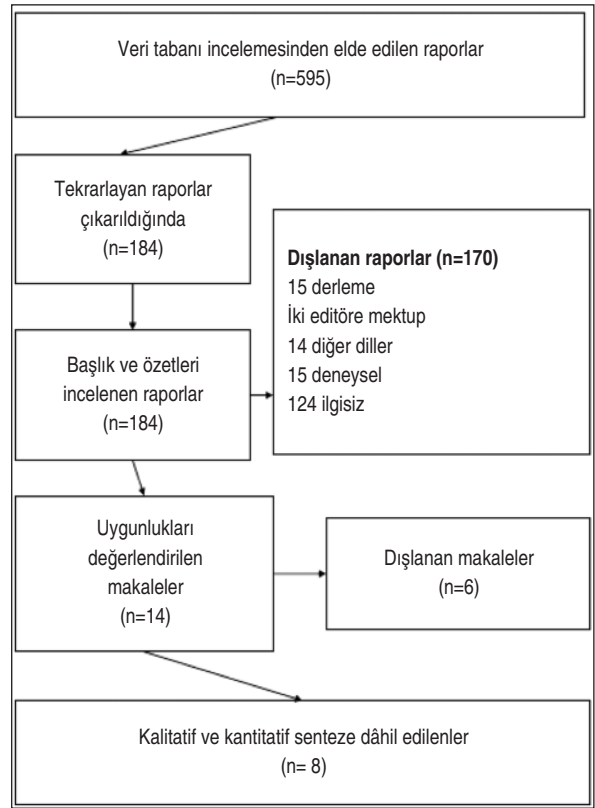 Veri tabanı incelemesinden elde edilen raporlar
(n=595)
Tekrarlayan raporlar
çıkarıldığında
(n=184)
Dışlanan raporlar (n=170)
15 derleme
İki editöre mektup
14 diğer diller
15 deneysel
124 ilgisiz
Başlık ve özetleri
incelenen raporlar
(n=184)
Uygunlukları
değerlendirilen
makaleler
(n=14)
Dışlanan makaleler
(n=6)
Kalitatif ve kantitatif senteze dâhil edilenler
(n= 8)